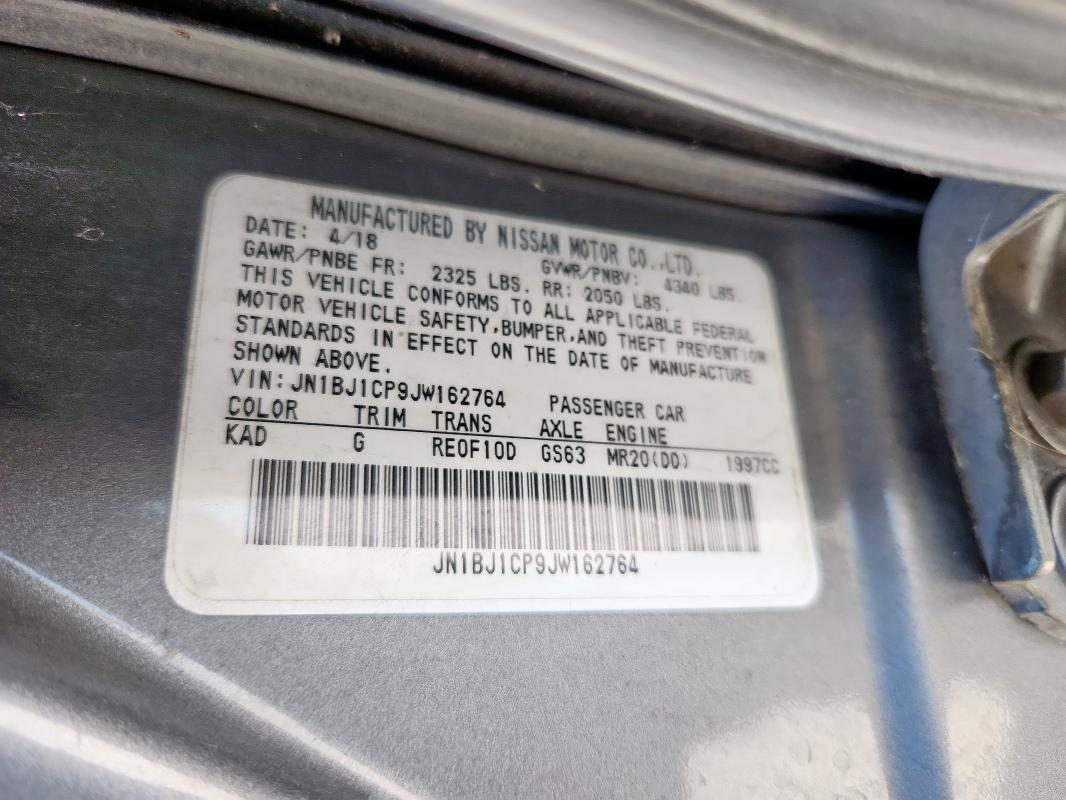 MANUFACTURED BY NISSAN MOTOR CO.,LTD.
DATE: 4/18 GVWR/PNBV: 4340 LBS.
GAWR/PNBE FR: 2325 LBS. RR: 2050 LBS.
THIS VEHICLE CONFORMS TO ALL APPLICABLE FEDERAL
MOTOR VEHICLE SAFETY,BUMPER,AND THEFT PREVENTION
STANDARDS IN EFFECT ON THE DATE OF MANUFACTURE
SHOWN ABOVE.
VIN: JN1BJ1CP9JW162764 PASSENGER CAR
COLOR TRIM TRANS AXLE ENGINE
KAD G RE0F10D GS63 MR20(DD) 1997CC
JN1BJ1CP9JW162764